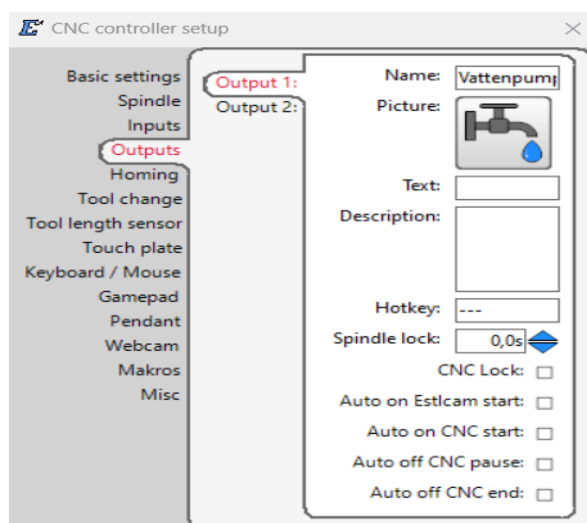 CNC controller setup
Basic settings
Spindle
Inputs
Outputs
Homing
Tool change
Tool length sensor
Touch plate
Keyboard / Mouse
Gamepad
Pendant
Webcam
Makros
Misc
Output 1:
Output 2:
Name: Vattenpump
Picture:
Text:
Description:
Hotkey: ---
Spindle lock: 0,0s
CNC Lock:
Auto on Estlcam start:
Auto on CNC start:
Auto off CNC pause:
Auto off CNC end: